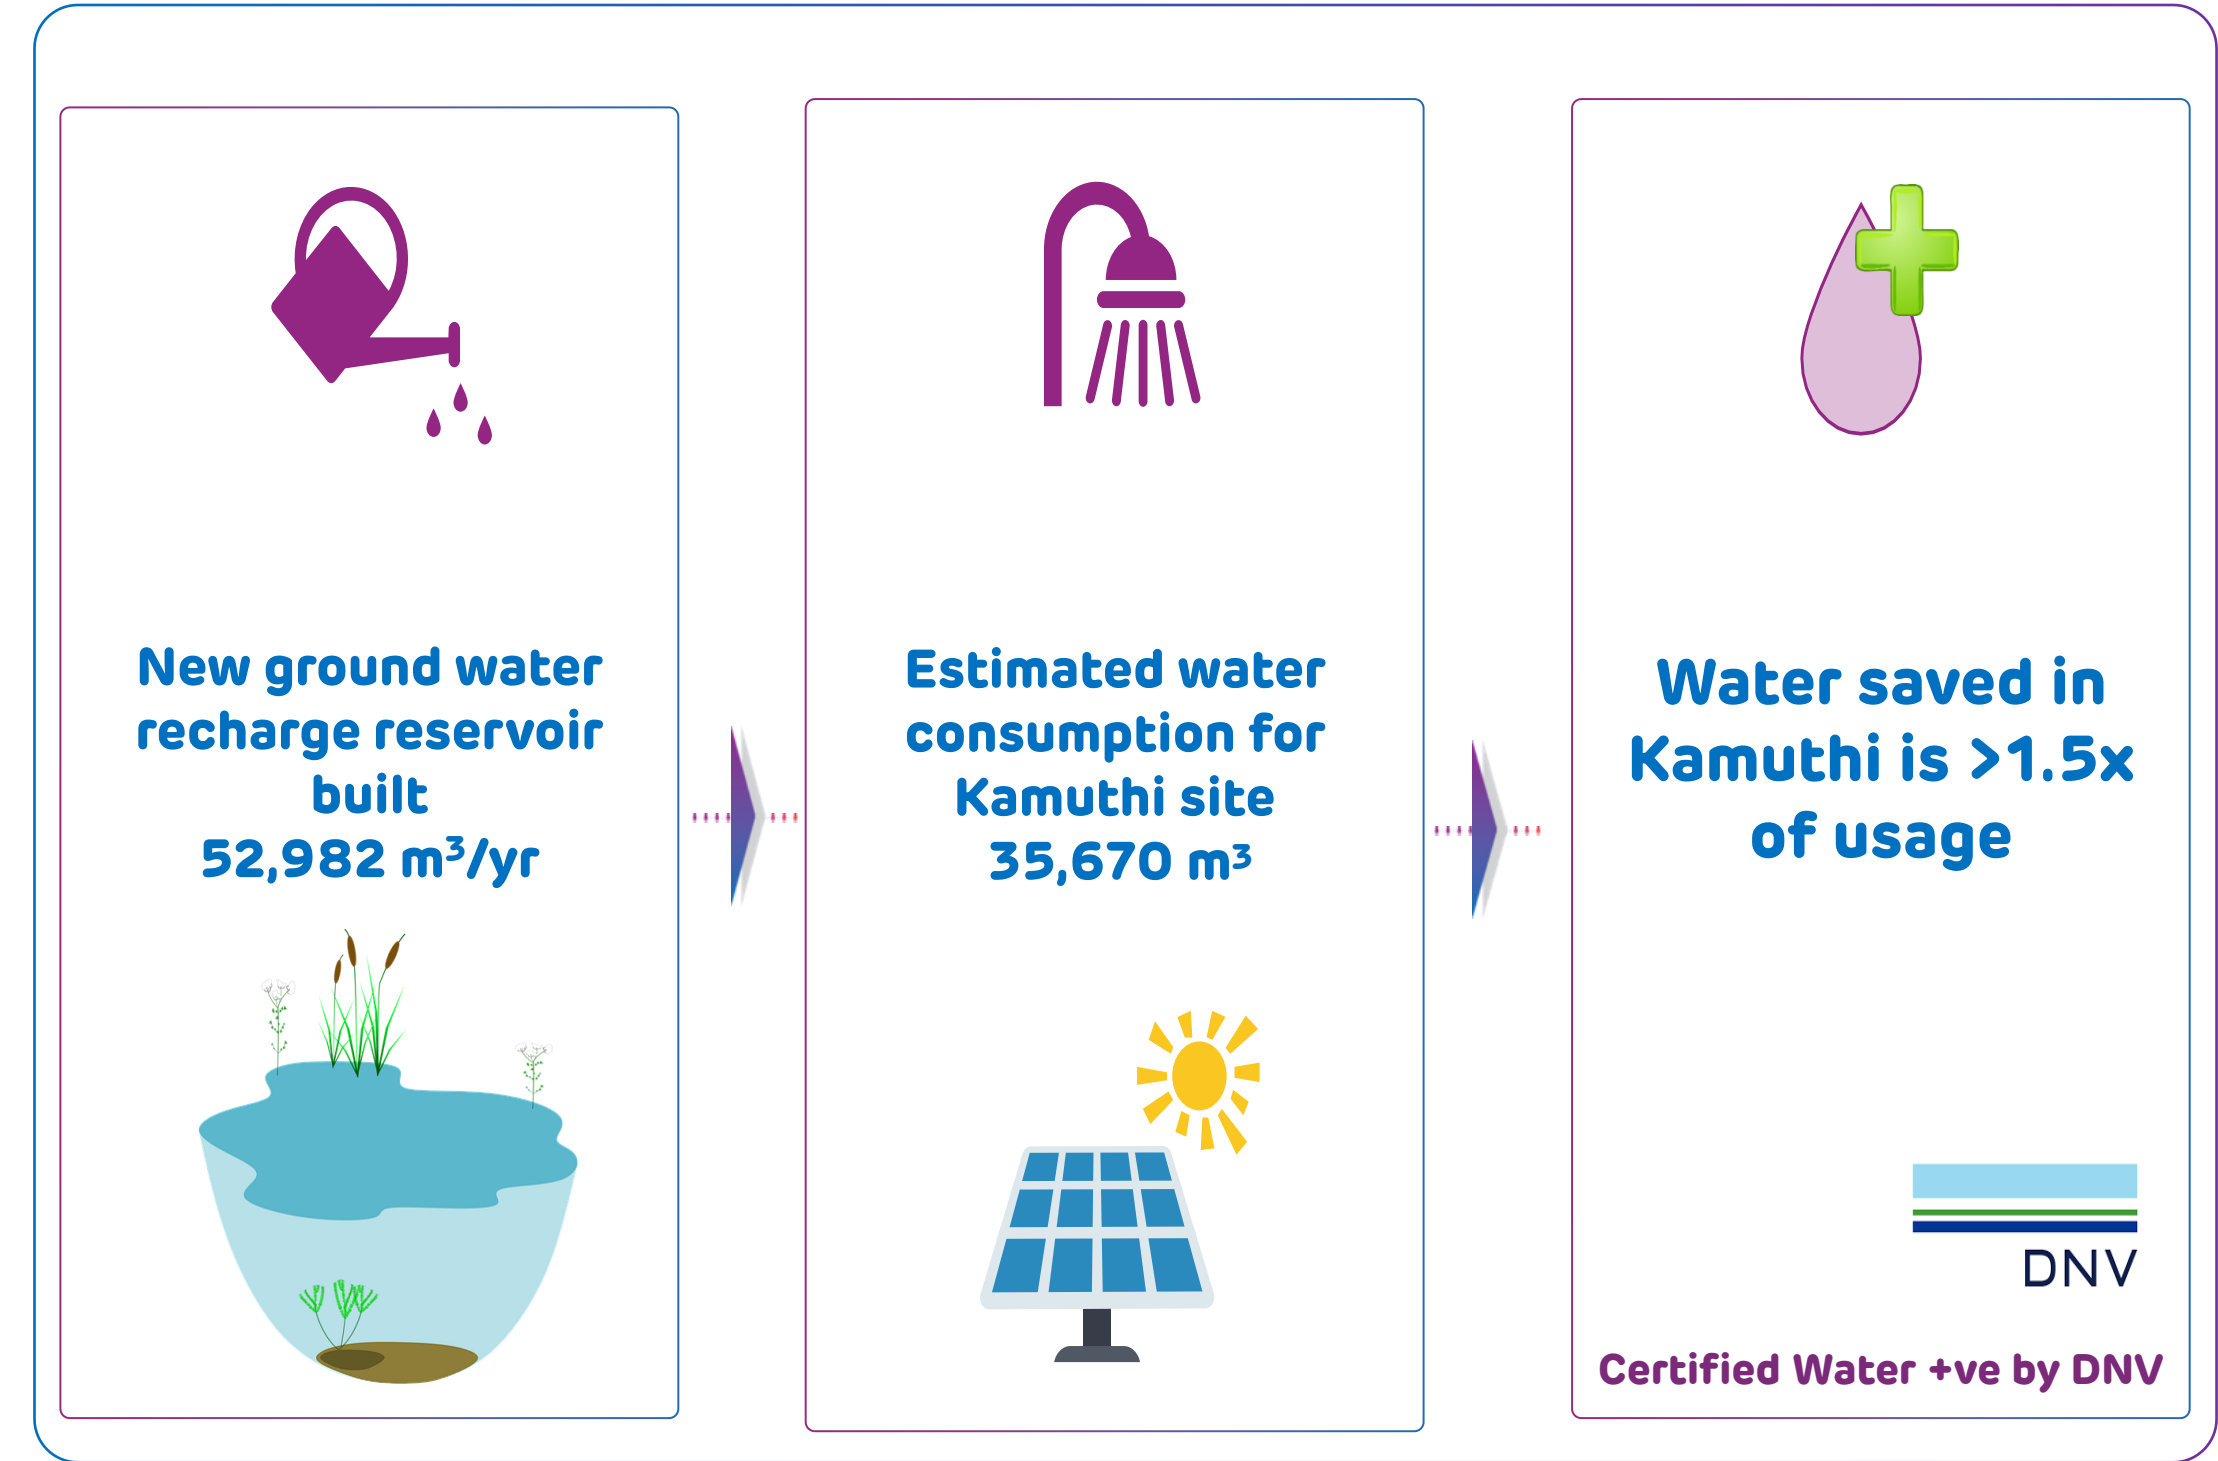 New ground water
recharge reservoir
built
52,982 m³/yr
Estimated water
consumption for
Kamuthi site
35,670 m³
Water saved in
Kamuthi is >1.5x
of usage
DNV
Certified Water +ve by DNV